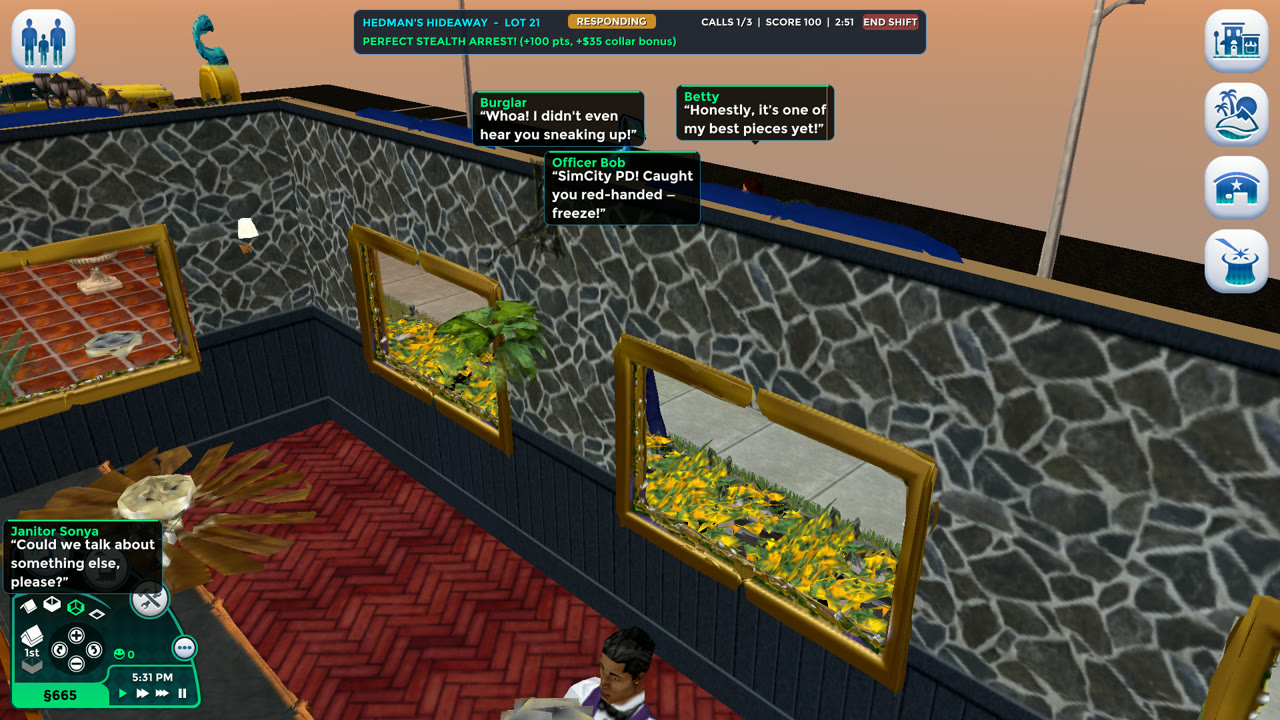 HEDMAN'S HIDEAWAY - LOT 21 RESPONDING CALLS 1/3 | SCORE 100 | 2:51 END SHIFT
PERFECT STEALTH ARREST! (+100 pts, +$35 collar bonus)
Burglar
“Whoa! I didn't even
hear you sneaking up!”
Betty
“Honestly, it's one of
my best pieces yet!”
Officer Bob
“SimCity PD! Caught
you red-handed —
freeze!”
Janitor Sonya
“Could we talk about
something else,
please?”
1st
0
5:31 PM
§665